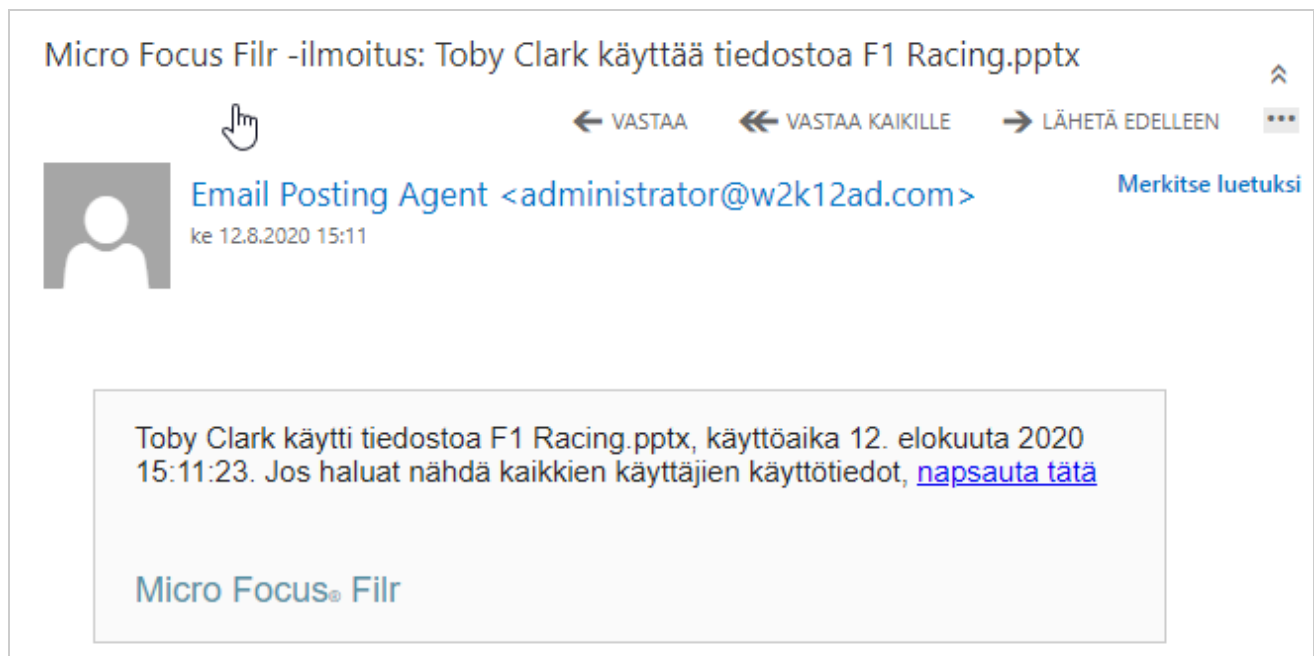 Micro Focus Filr -ilmoitus: Toby Clark käyttää tiedostoa F1 Racing.pptx
VASTAA VASTAA KAIKILLE LÄHETÄ EDELLEEN
Email Posting Agent <administrator@w2k12ad.com> Merkitse luetuksi
ke 12.8.2020 15:11
Toby Clark käytti tiedostoa F1 Racing.pptx, käyttöaika 12. elokuuta 2020
15:11:23. Jos haluat nähdä kaikkien käyttäjien käyttötiedot, napsauta tätä
Micro Focus® Filr